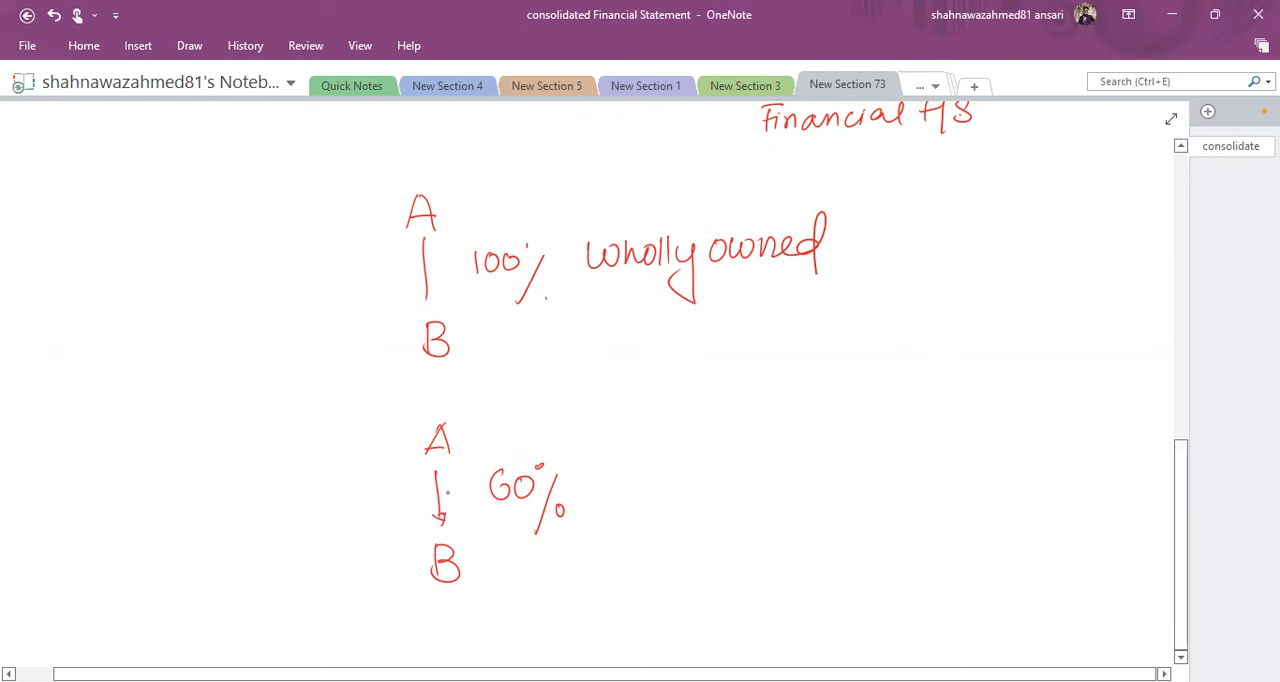 consolidated Financial Statement - OneNote
shahnawazahmed81 ansari
File Home Insert Draw History Review View Help
shahnawazahmed81's Noteb...
Quick Notes
New Section 4
New Section 5
New Section 1
New Section 3
New Section 73
...
+
Search (Ctrl+E)
consolidate
Financial
A
100% wholly owned
B
A
60%
B